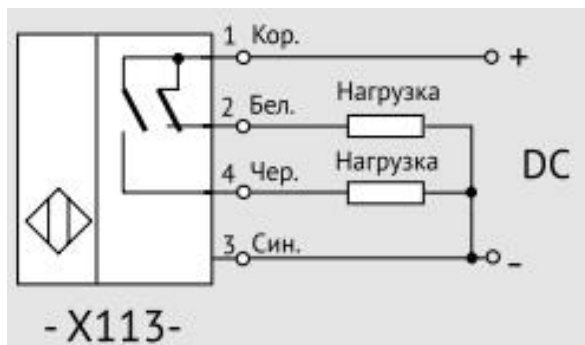 1 Кор. +
Нагрузка
2 Бел.
Нагрузка
DC
4 Чер.
3 Син. -
- X113-